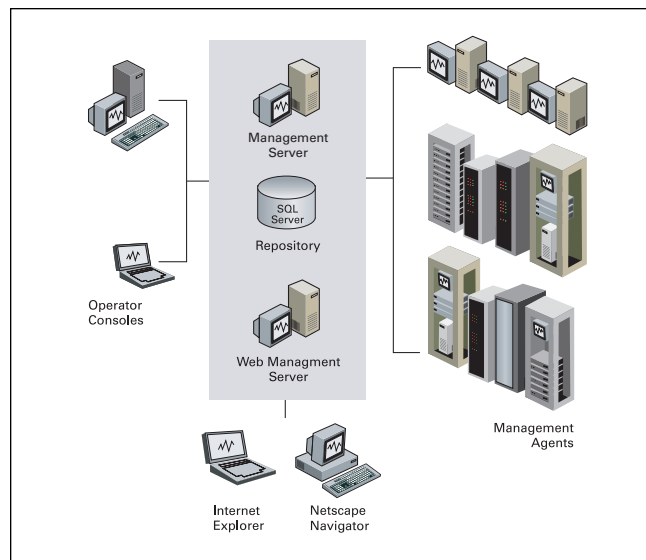 Management
Server
SQL
Server
Repository
Operator
Consoles
Web Managment
Server
Management
Agents
Internet
Explorer
Netscape
Navigator